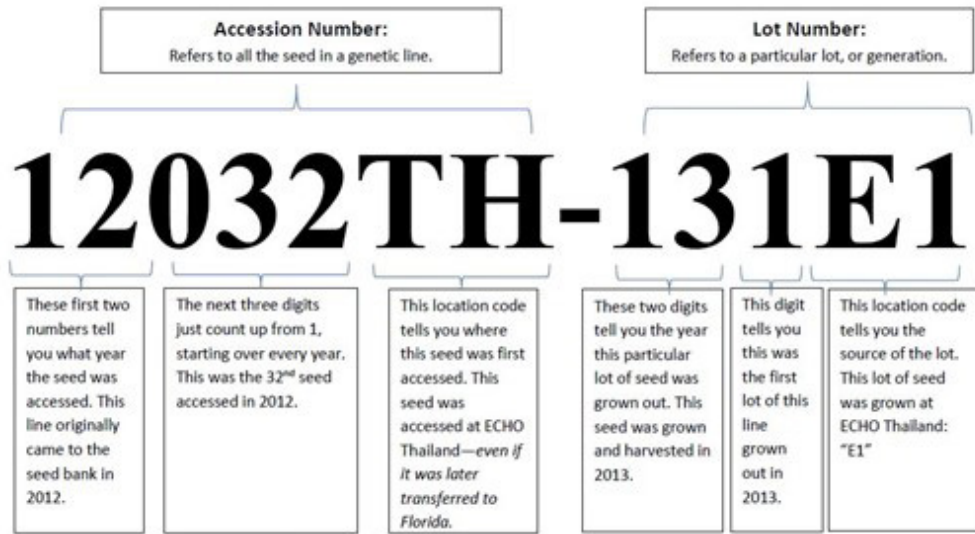 Accession Number:
Refers to all the seed in a genetic line.
Lot Number:
Refers to a particular lot, or generation.
12032TH-131E1
These first two
numbers tell
you what year
the seed was
accessed. This
line originally
came to the
seed bank in
2012.
The next three digits
just count up from 1,
starting over every year.
This was the 32nd seed
accessed in 2012.
This location code
tells you where
this seed was first
accessed. This
seed was
accessed at ECHO
Thailand—even if
it was later
transferred to
Florida.
These two digits
tell you the year
this particular
lot of seed was
grown out. This
seed was grown
and harvested in
2013.
This digit
tells you
this was
the first
lot of this
line
grown
out in
2013.
This location code
tells you the
source of the lot.
This lot of seed
was grown at
ECHO Thailand:
"E1"